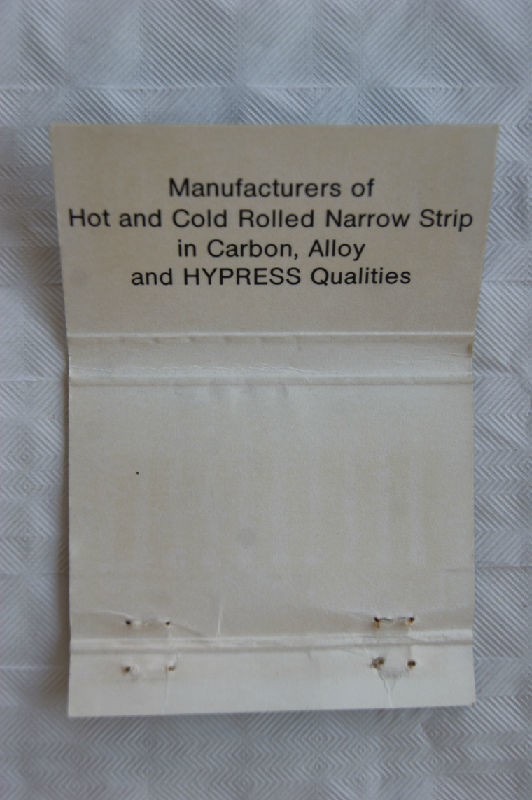 Manufacturers of
Hot and Cold Rolled Narrow Strip
in Carbon, Alloy
and HYPRESS Qualities